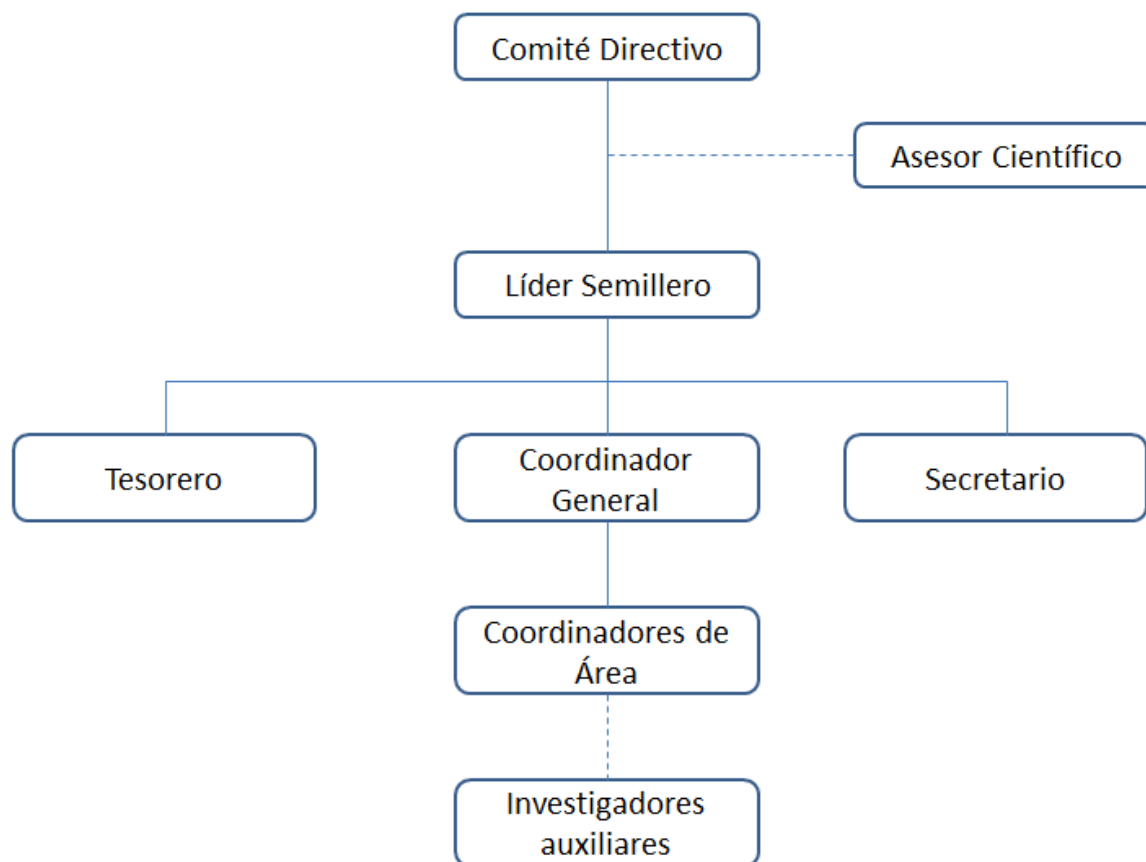 Comité Directivo
Asesor Científico
Líder Semillero
Tesorero
Coordinador
General
Secretario
Coordinadores de
Área
Investigadores
auxiliares